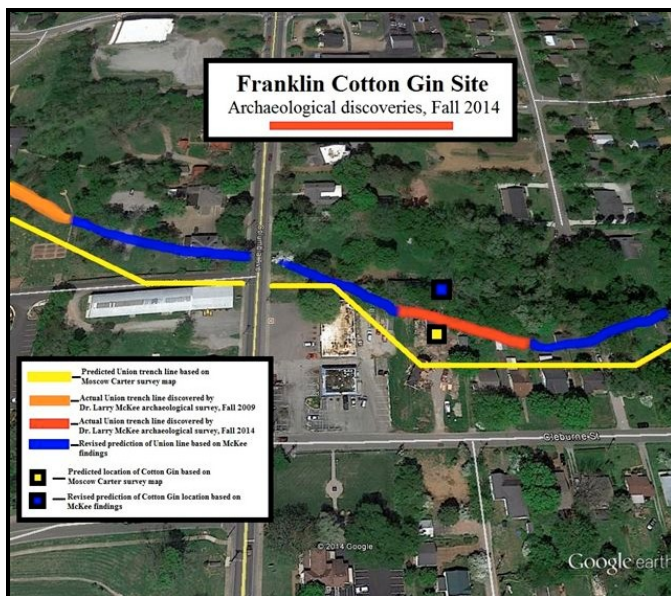 Franklin Cotton Gin Site
Archaeological discoveries, Fall 2014
Predicted Union trench line based on
Moscow Carter survey map
Actual Union trench line discovered by
Dr. Larry McKee archaeological survey, Fall 2009
Actual Union trench line discovered by
Dr. Larry McKee archaeological survey, Fall 2014
Revised prediction of Union line based on McKee
findings
Predicted location of Cotton Gin based on
Moscow Carter survey map
Revised prediction of Cotton Gin location based on
McKee findings
Cleburne St
© 2014 Google
Google earth